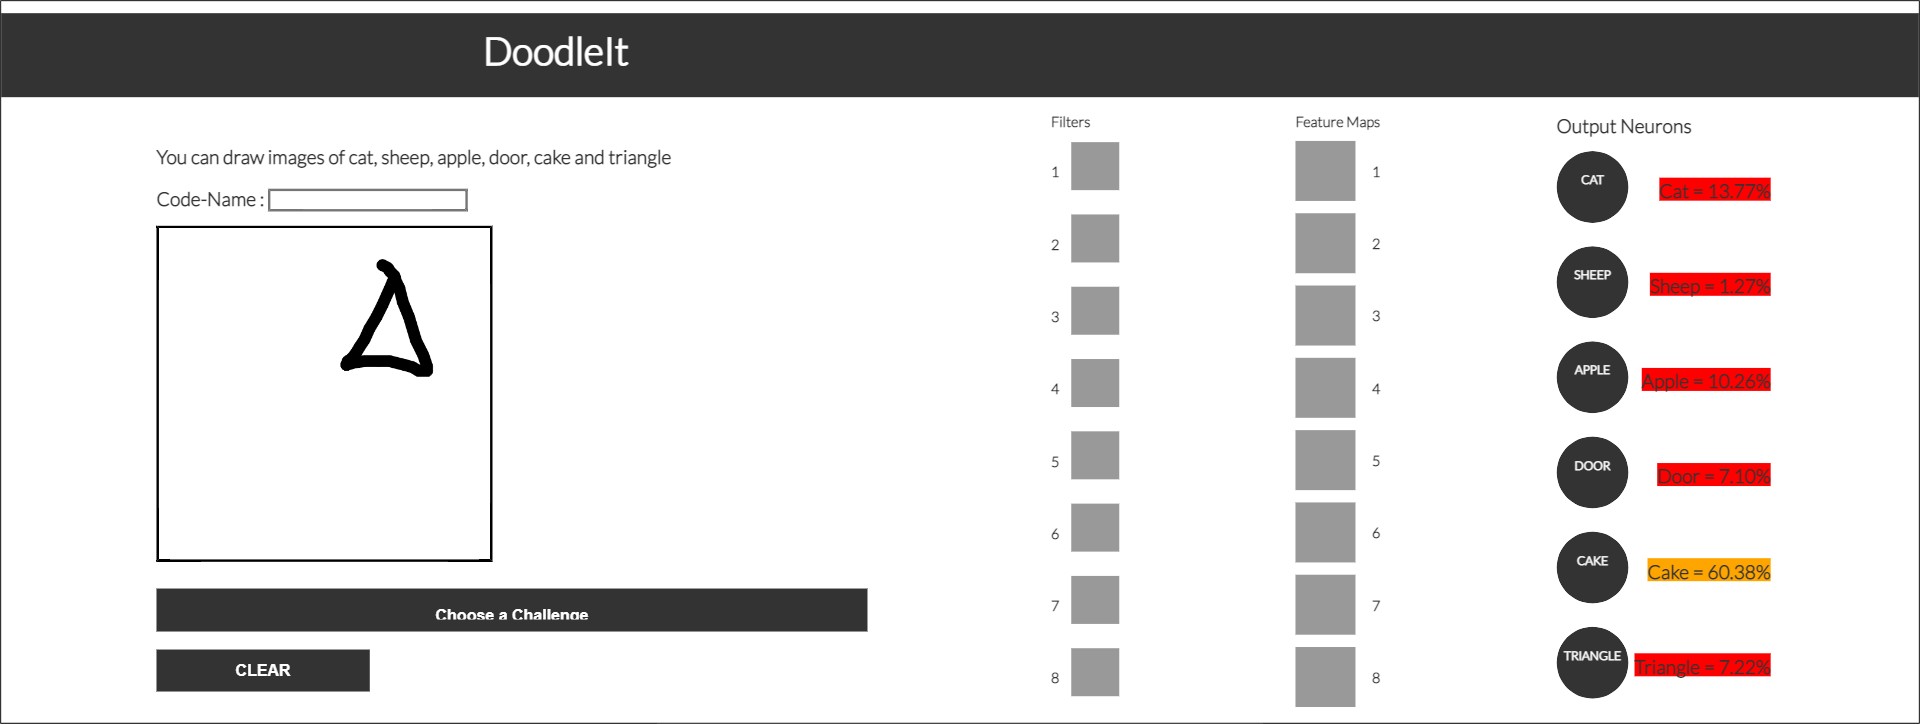 DoodleIt
You can draw images of cat, sheep, apple, door, cake and triangle
Code-Name :
Choose a Challenge
CLEAR
Filters
1
2
3
4
5
6
7
8
Feature Maps
1
2
3
4
5
6
7
8
Output Neurons
CAT
Cat = 13.77%
SHEEP
Sheep = 1.27%
APPLE
Apple = 10.26%
DOOR
Door = 7.10%
CAKE
Cake = 60.38%
TRIANGLE
Triangle = 7.22%